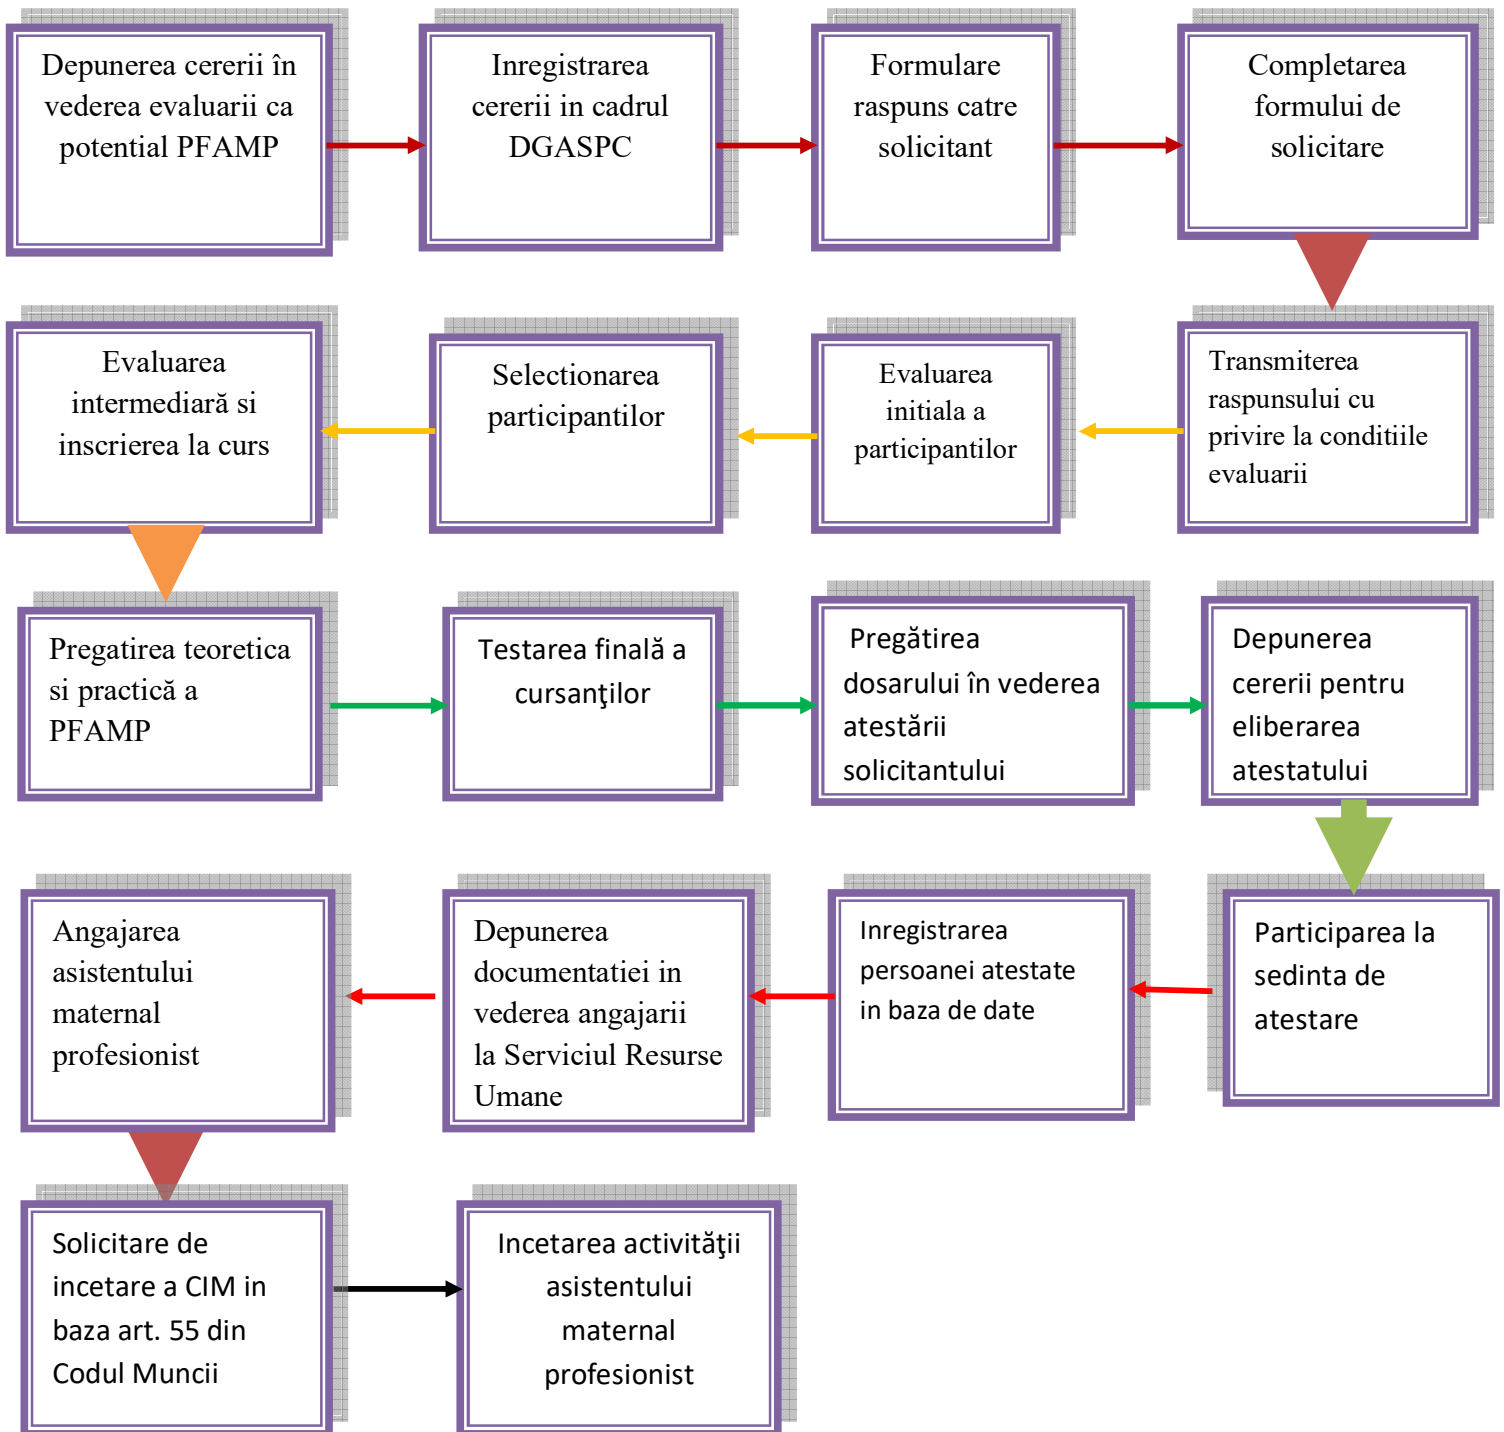 Depunerea cererii în
vederea evaluarii ca
potential PFAMP
Inregistrarea
cererii in cadrul
DGASPC
Formulare
raspuns catre
solicitant
Completarea
formului de
solicitare
Transmiterea
raspunsului cu
privire la conditiile
evaluarii
Evaluarea
initiala a
participantilor
Selectionarea
participantilor
Evaluarea
intermediară si
inscrierea la curs
Pregatirea teoretica
si practică a
PFAMP
Testarea finală a
cursanţilor
Pregătirea
dosarului în vederea
atestării
solicitantului
Depunerea
cererii pentru
eliberarea
atestatului
Participarea la
sedinta de
atestare
Inregistrarea
persoanei atestate
in baza de date
Depunerea
documentatiei in
vederea angajarii
la Serviciul Resurse
Umane
Angajarea
asistentului
maternal
profesionist
Solicitare de
incetare a CIM in
baza art. 55 din
Codul Muncii
Incetarea activităţii
asistentului
maternal
profesionist